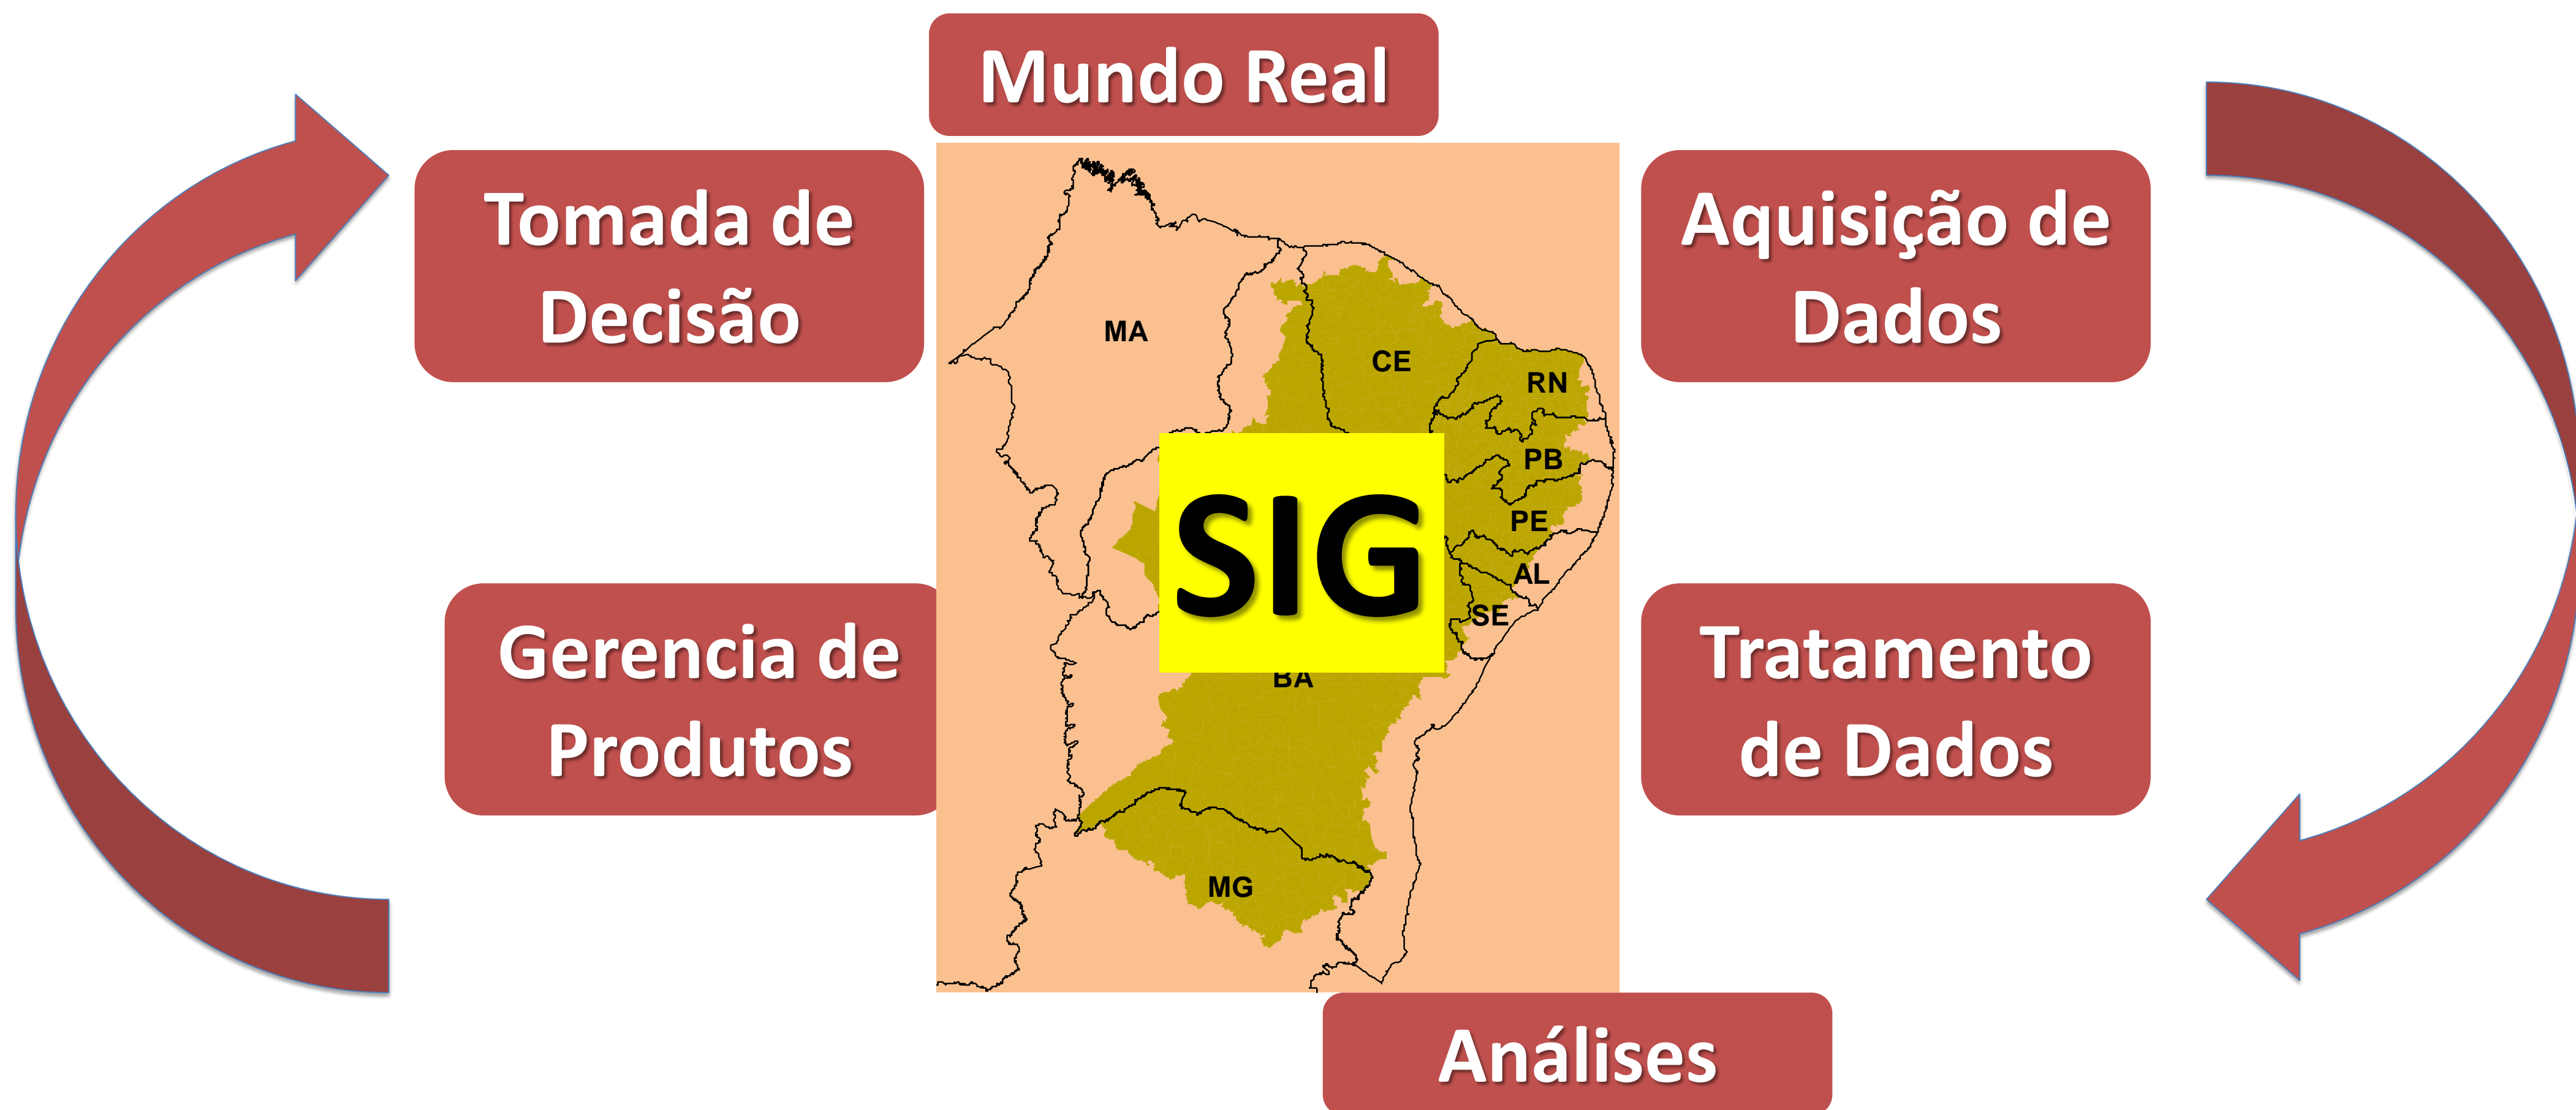 Mundo Real
Tomada de
Decisão
Aquisição de
Dados
MA
CE
RN
PB
PE
AL
SE
SIG
BA
MG
Gerencia de
Produtos
Tratamento
de Dados
Análises